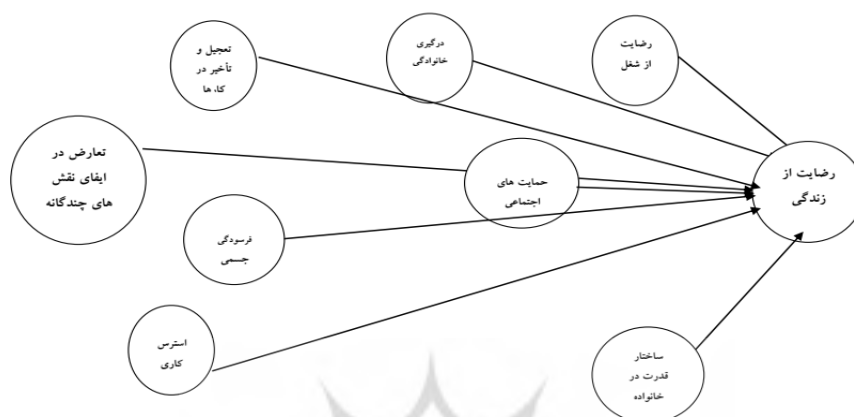 تعجیل و
تأخیر در
کارها
درگیری
خانوادگی
رضایت
از شغل
تعارض در
ایفای نقش
های چندگانه
حمایت های
اجتماعی
رضایت از
زندگی
فرسودگی
جسمی
استرس
کاری
ساختار
قدرت در
خانواده